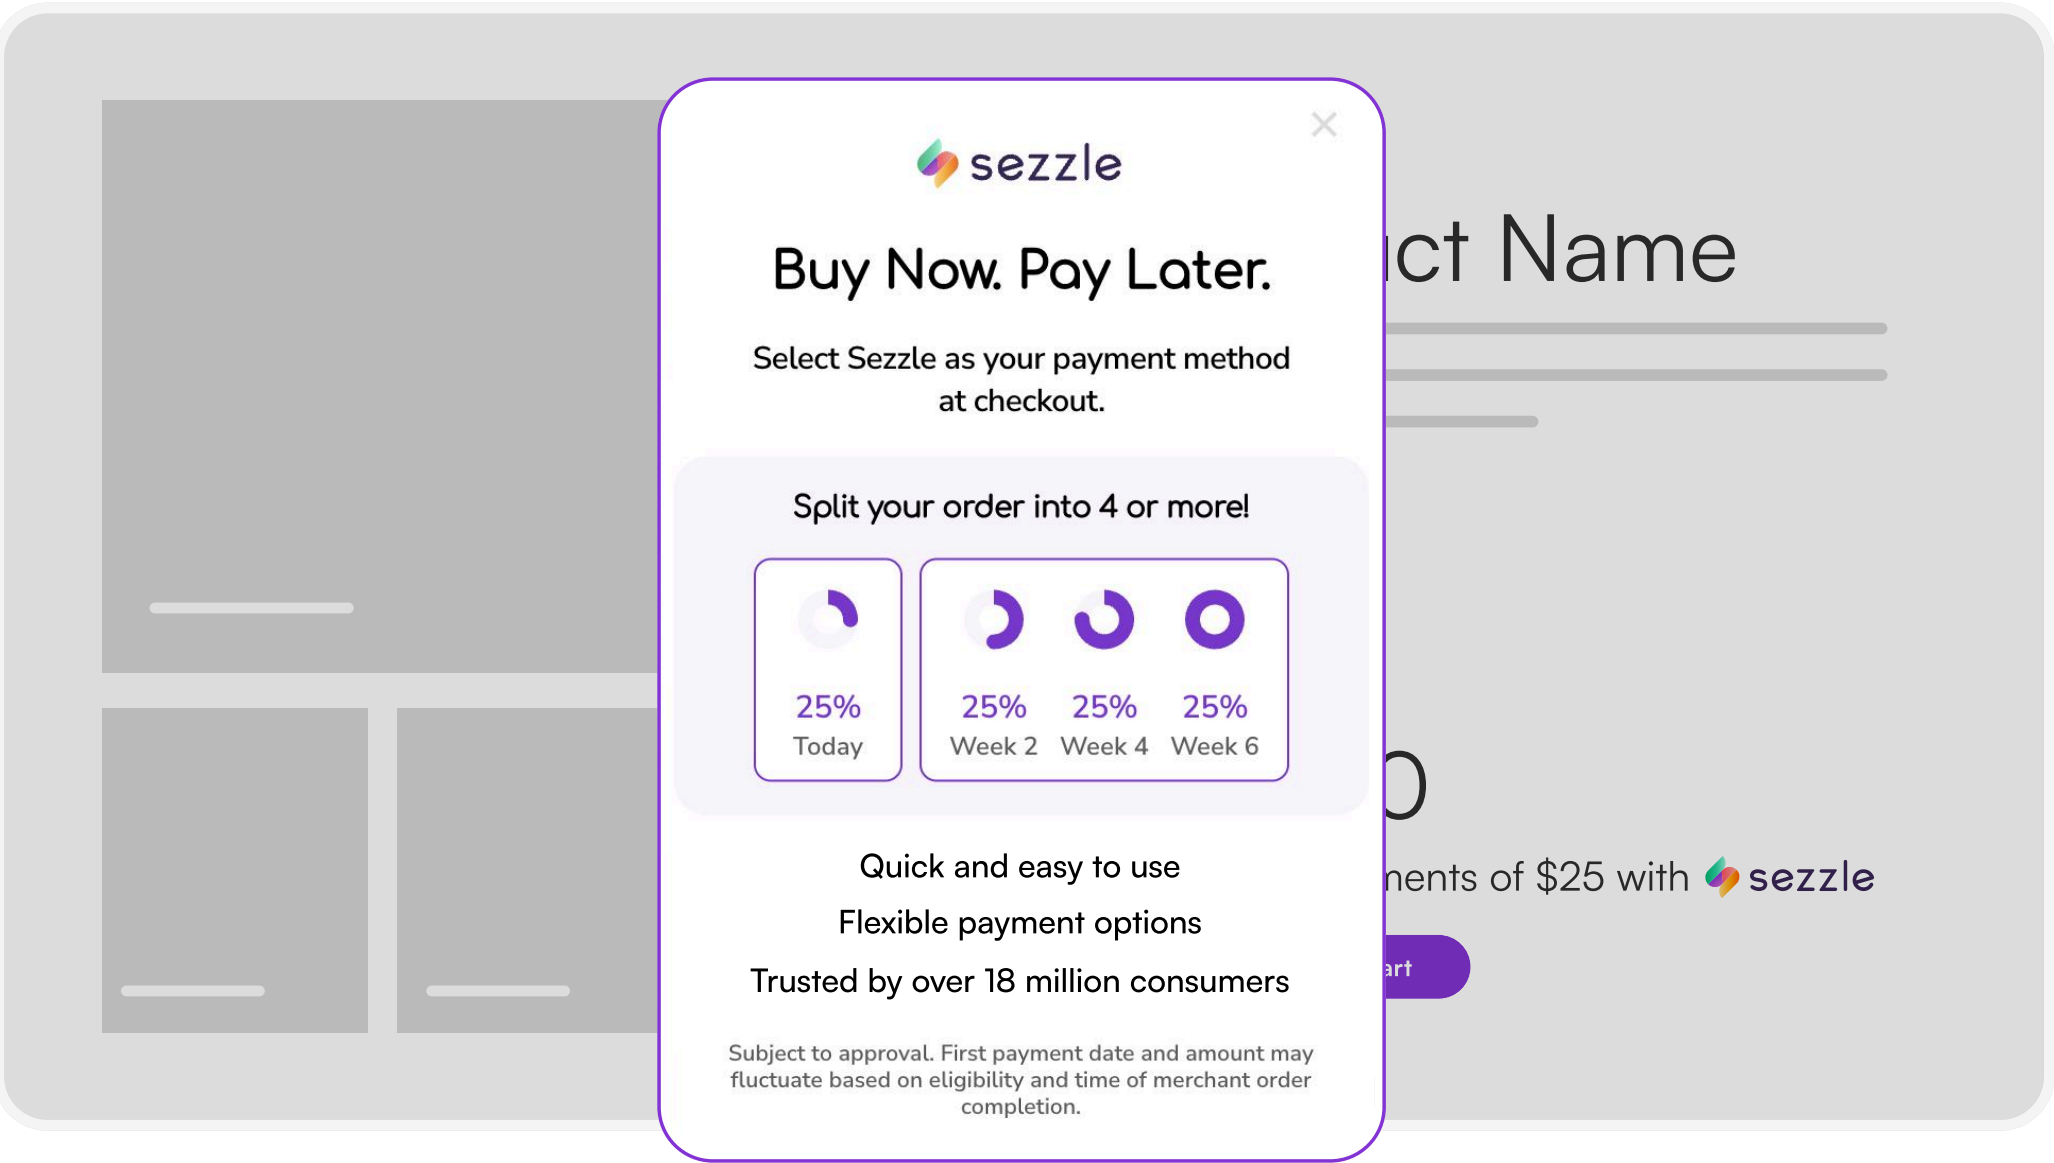 sezzle
Buy Now. Pay Later.
Select Sezzle as your payment method
at checkout.
Split your order into 4 or more!
25% 25% 25% 25%
Today Week 2 Week 4 Week 6
Quick and easy to use
Flexible payment options
Trusted by over 18 million consumers
Subject to approval. First payment date and amount may
fluctuate based on eligibility and time of merchant order
completion.
Name
of $25 with sezzle